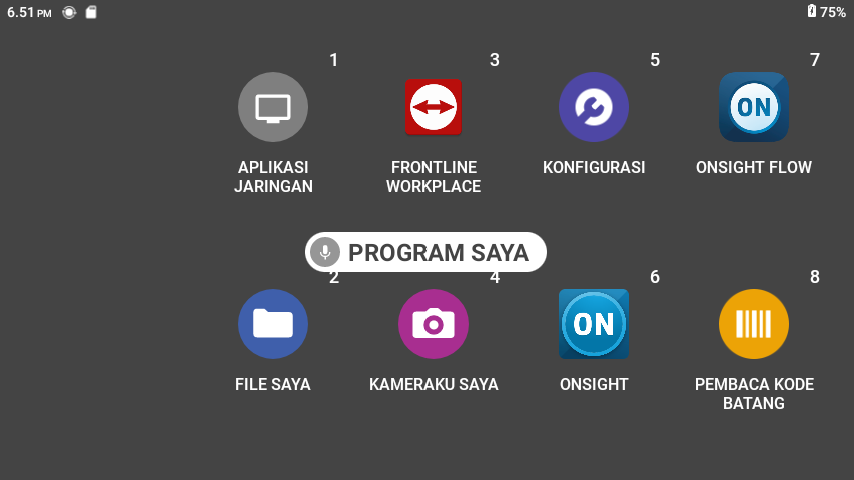 6.51 PM
75%
1
3
5
7
APLIKASI
JARINGAN
FRONTLINE
WORKPLACE
KONFIGURASI
ON
ONSIGHT FLOW
PROGRAM SAYA
2
4
6
8
FILE SAYA
KAMERAKU SAYA
ON
ONSIGHT
PEMBACA KODE
BATANG